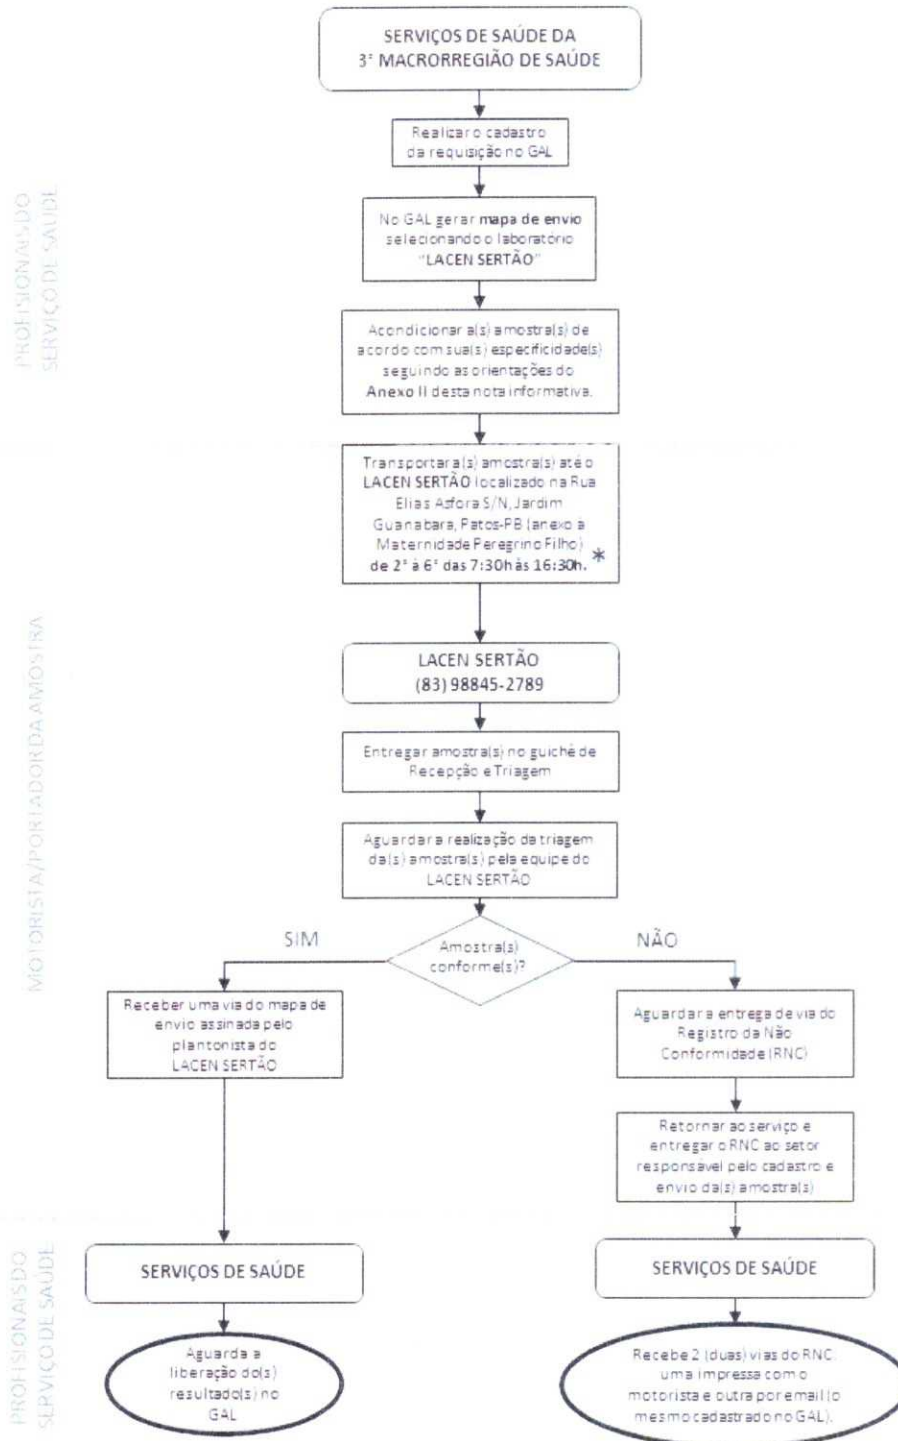 SERVIÇOS DE SAÚDE DA
3ª MACRORREGIÃO DE SAÚDE
Realizar o cadastro
da requisição no GAL
PROFISIONAIS DO
SERVIÇO DE SAÚDE
No GAL gerar mapa de envio
selecionando o laboratório
"LACEN SERTÃO"
Acondicionar a(s) amostra(s) de
acordo com sua(s) especificidade(s)
seguindo as orientações do
Anexo II desta nota informativa.
Transportar a(s) amostra(s) até o
LACEN SERTÃO localizado na Rua
Elias Asfora S/N, Jardim
Guanabara, Patos-PB (anexo à
Maternidade Peregrino Filho)
de 2ª à 6ª das 7:30h às 16:30h. *
MOTORISTA/PORTADOR DA AMOSTRA
LACEN SERTÃO
(83) 98845-2789
Entregar amostra(s) no guichê de
Recepção e Triagem
Aguardar a realização da triagem
da(s) amostra(s) pela equipe do
LACEN SERTÃO
Amostra(s)
conforme(s)?
SIM
NÃO
Receber uma via do mapa de
envio assinada pelo
plantonista do
LACEN SERTÃO
Aguardar a entrega de via do
Registro da Não
Conformidade (RNC)
Retornar ao serviço e
entregar o RNC ao setor
responsável pelo cadastro e
envio da(s) amostra(s)
PROFISIONAIS DO
SERVIÇO DE SAÚDE
SERVIÇOS DE SAÚDE
SERVIÇOS DE SAÚDE
Aguarda a
liberação do(s)
resultado(s) no
GAL
Recebe 2 (duas) vias do RNC:
uma impressa com o
motorista e outra por email (o
mesmo cadastrado no GAL).